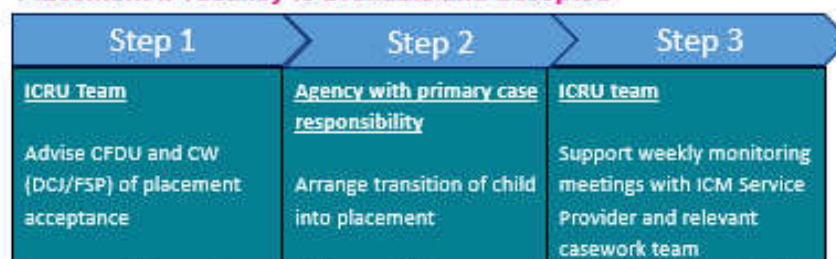 Step 1
Step 2
Step 3
ICRU Team
Advise CFDU and CW
(DCJ/FSP) of placement
acceptance
Agency with primary case
responsibility
Arrange transition of child
into placement
ICRU team
Support weekly monitoring
meetings with ICM Service
Provider and relevant
casework team